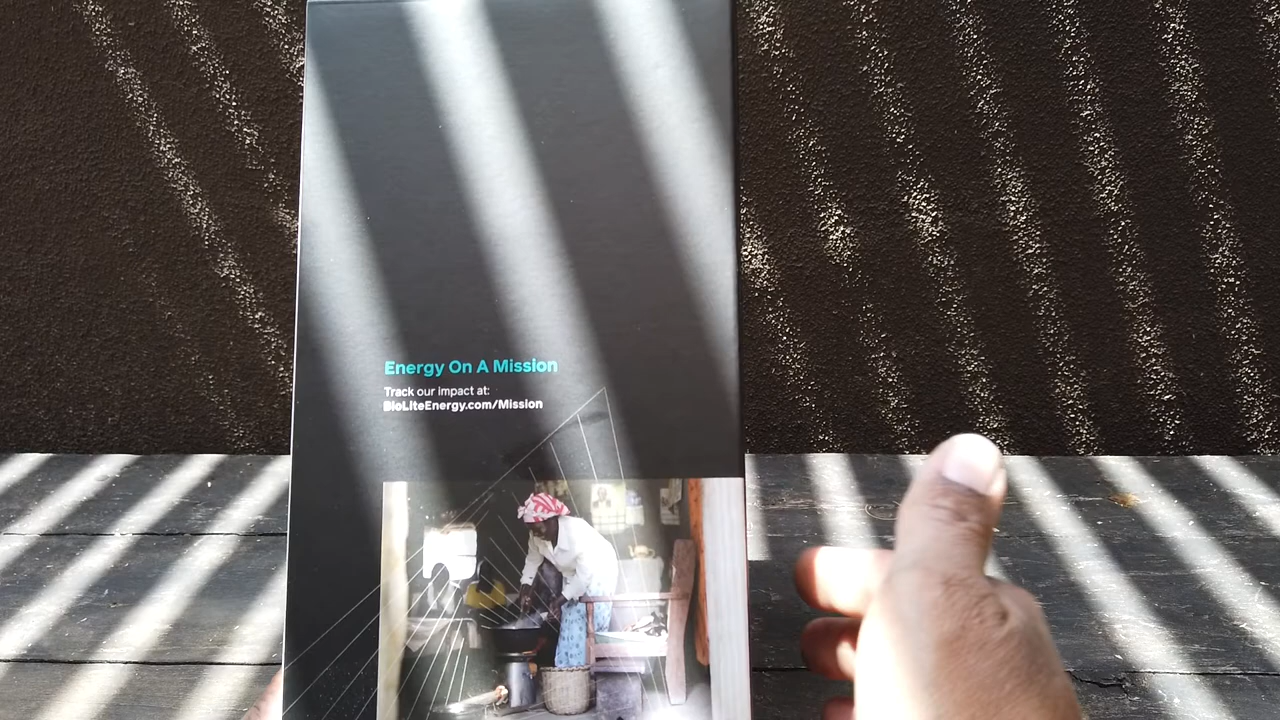 Energy On A Mission
Track our impact at:
BioLiteEnergy.com/Mission